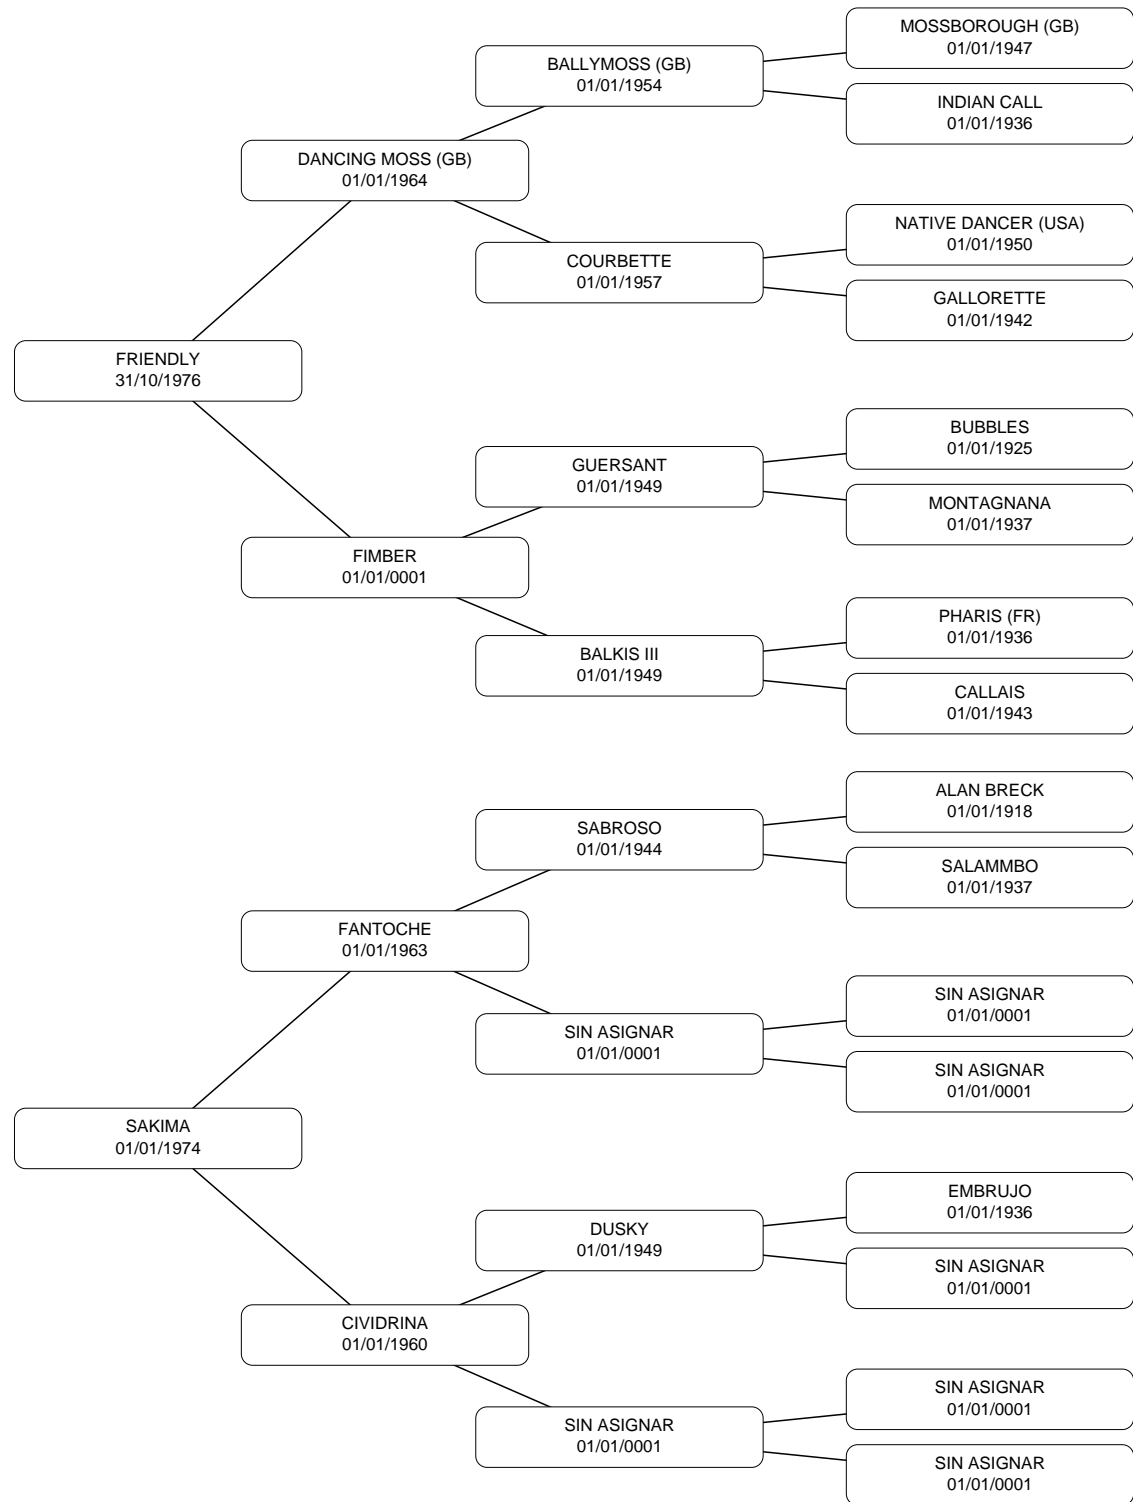 MOSSBOROUGH (GB)
01/01/1947
BALLYMOSS (GB)
01/01/1954
INDIAN CALL
01/01/1936
DANCING MOSS (GB)
01/01/1964
NATIVE DANCER (USA)
01/01/1950
COURBETTE
01/01/1957
GALLORETTE
01/01/1942
FRIENDLY
31/10/1976
BUBBLES
01/01/1925
GUERSANT
01/01/1949
MONTAGNANA
01/01/1937
FIMBER
01/01/0001
PHARIS (FR)
01/01/1936
BALKIS III
01/01/1949
CALLAIS
01/01/1943
ALAN BRECK
01/01/1918
SABROSO
01/01/1944
SALAMMBO
01/01/1937
FANTOCHE
01/01/1963
SIN ASIGNAR
01/01/0001
SIN ASIGNAR
01/01/0001
SIN ASIGNAR
01/01/0001
SAKIMA
01/01/1974
EMBRUJO
01/01/1936
DUSKY
01/01/1949
SIN ASIGNAR
01/01/0001
CIVIDRINA
01/01/1960
SIN ASIGNAR
01/01/0001
SIN ASIGNAR
01/01/0001
SIN ASIGNAR
01/01/0001